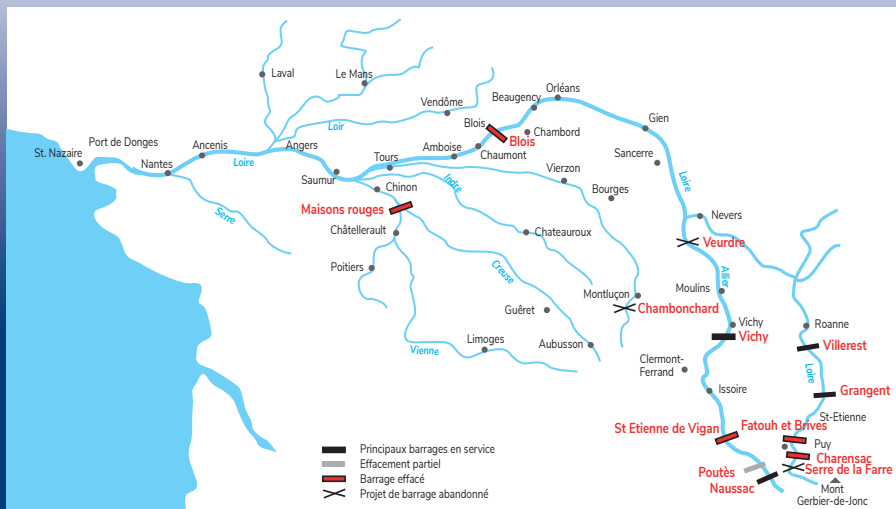 Laval
Le Mans
Orléans
Beaugency
Vendôme
Gien
Loir
Blois
Blois
Chambord
Port de Donges
Ancenis
Angers
Amboise
Chaumont
Sancerre
St. Nazaire
Nantes
Loire
Tours
Vierzon
Saumur
Chinon
Indre
Bourges
Loire
Maisons rouges
Serre
Nevers
Châtellerault
Chateauroux
Veurdre
Poitiers
Creuse
Allier
Montluçon
Moulins
Chambonchard
Guêret
Vichy
Vichy
Roanne
Villerest
Limoges
Aubusson
Vienne
Clermont-
Ferrand
Loire
Issoire
Grangent
St-Etienne
St Etienne de Vigan
Fatouh et Brives
Puy
Charensac
Poutès
Serre de la Farre
Naussac
Mont
Gerbier-de-Jonc
Principaux barrages en service
Effacement partiel
Barrage effacé
Projet de barrage abandonné